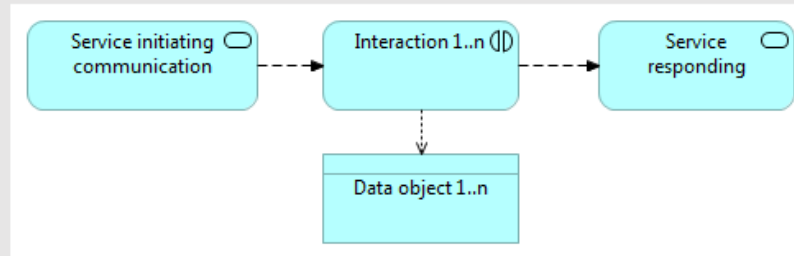 Service initiating
communication
Interaction 1..n
Service
responding
Data object 1..n